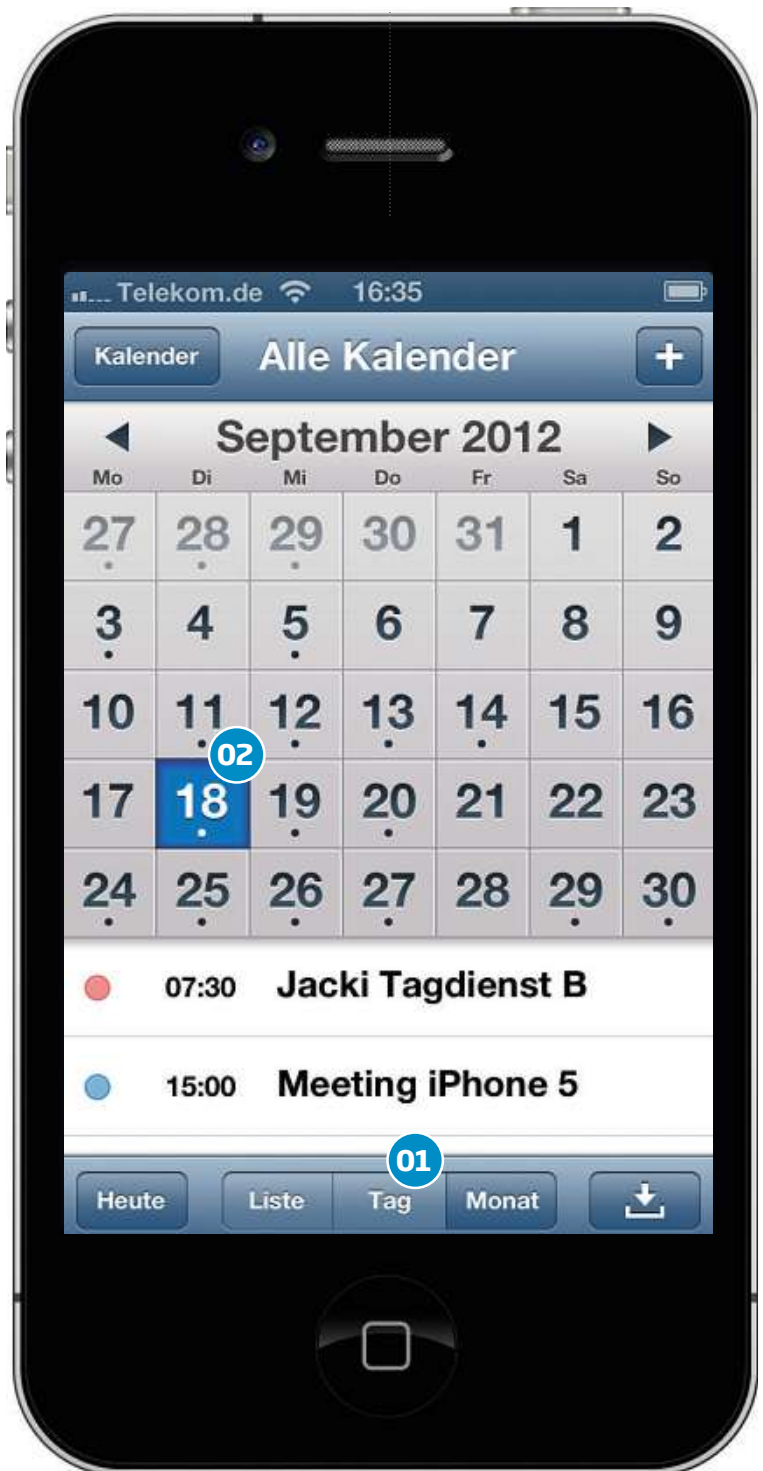 Telekom.de 16:35
Kalender Alle Kalender +
September 2012
Mo Di Mi Do Fr Sa So
27 28 29 30 31 1 2
3 4 5 6 7 8 9
10 11 12 13 14 15 16
02
17 18 19 20 21 22 23
24 25 26 27 28 29 30
07:30 Jacki Tagdienst B
15:00 Meeting iPhone 5
01
Heute Liste Tag Monat